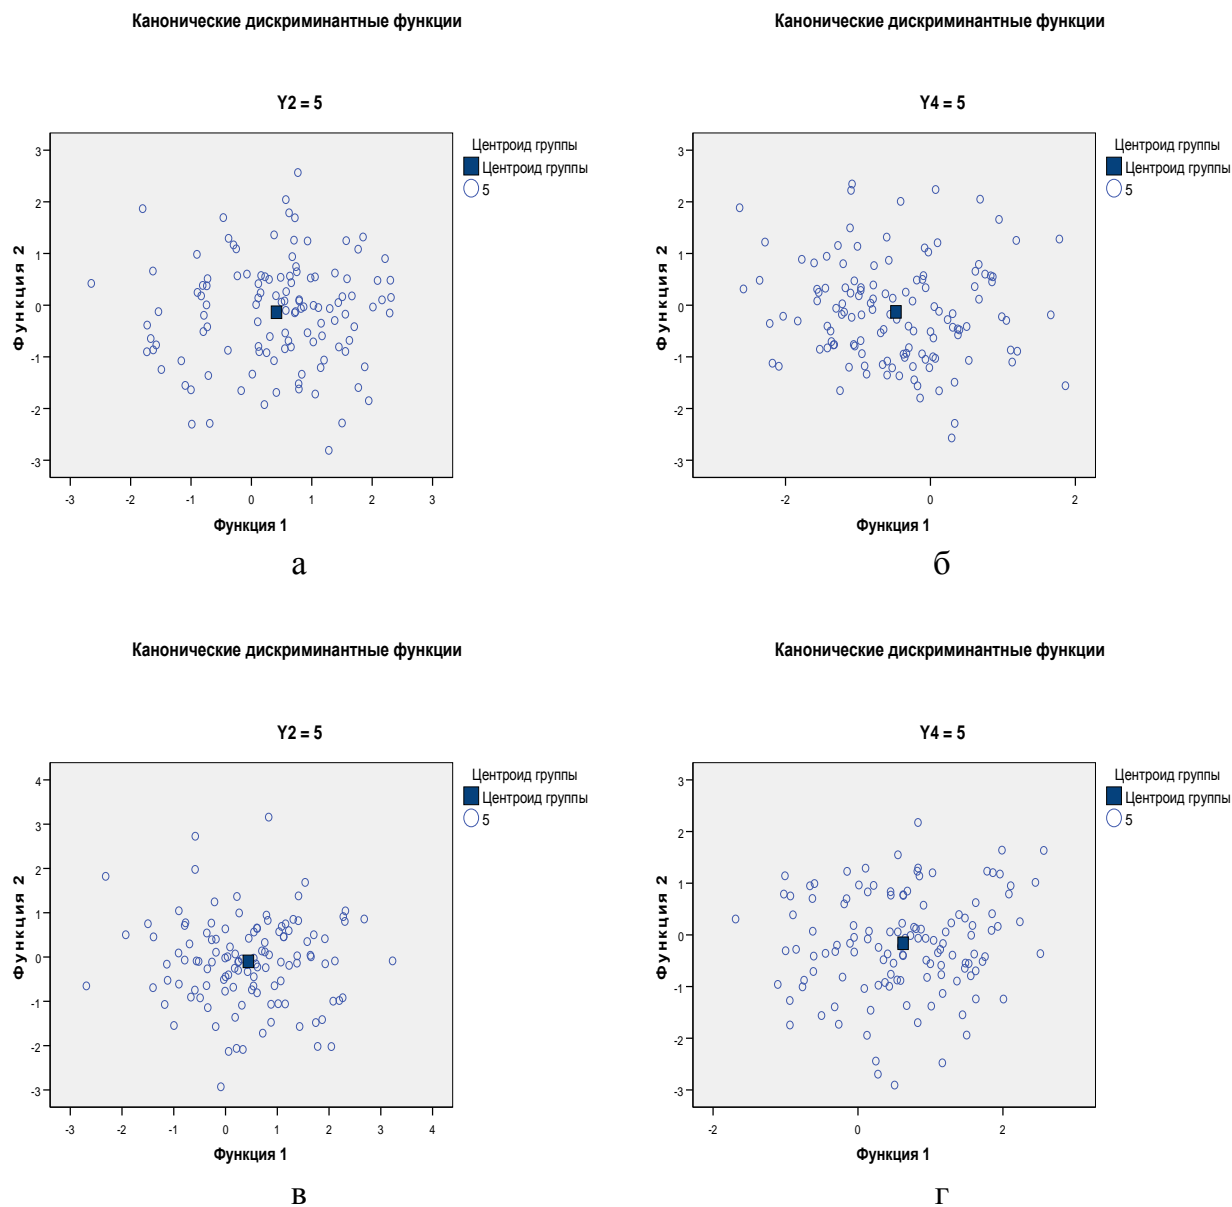 Канонические дискриминантные функции
Y2 = 5
Функция 2
3
2
1
0
-1
-2
-3
-3 -2 -1 0 1 2 3
Функция 1
Центроид группы
Центроид группы
5
а
Канонические дискриминантные функции
Y4 = 5
Функция 2
3
2
1
0
-1
-2
-3
-2 0 2
Функция 1
Центроид группы
Центроид группы
5
б
Канонические дискриминантные функции
Y2 = 5
Функция 2
4
3
2
1
0
-1
-2
-3
-3 -2 -1 0 1 2 3 4
Функция 1
Центроид группы
Центроид группы
5
в
Канонические дискриминантные функции
Y4 = 5
Функция 2
3
2
1
0
-1
-2
-3
-2 0 2
Функция 1
Центроид группы
Центроид группы
5
г